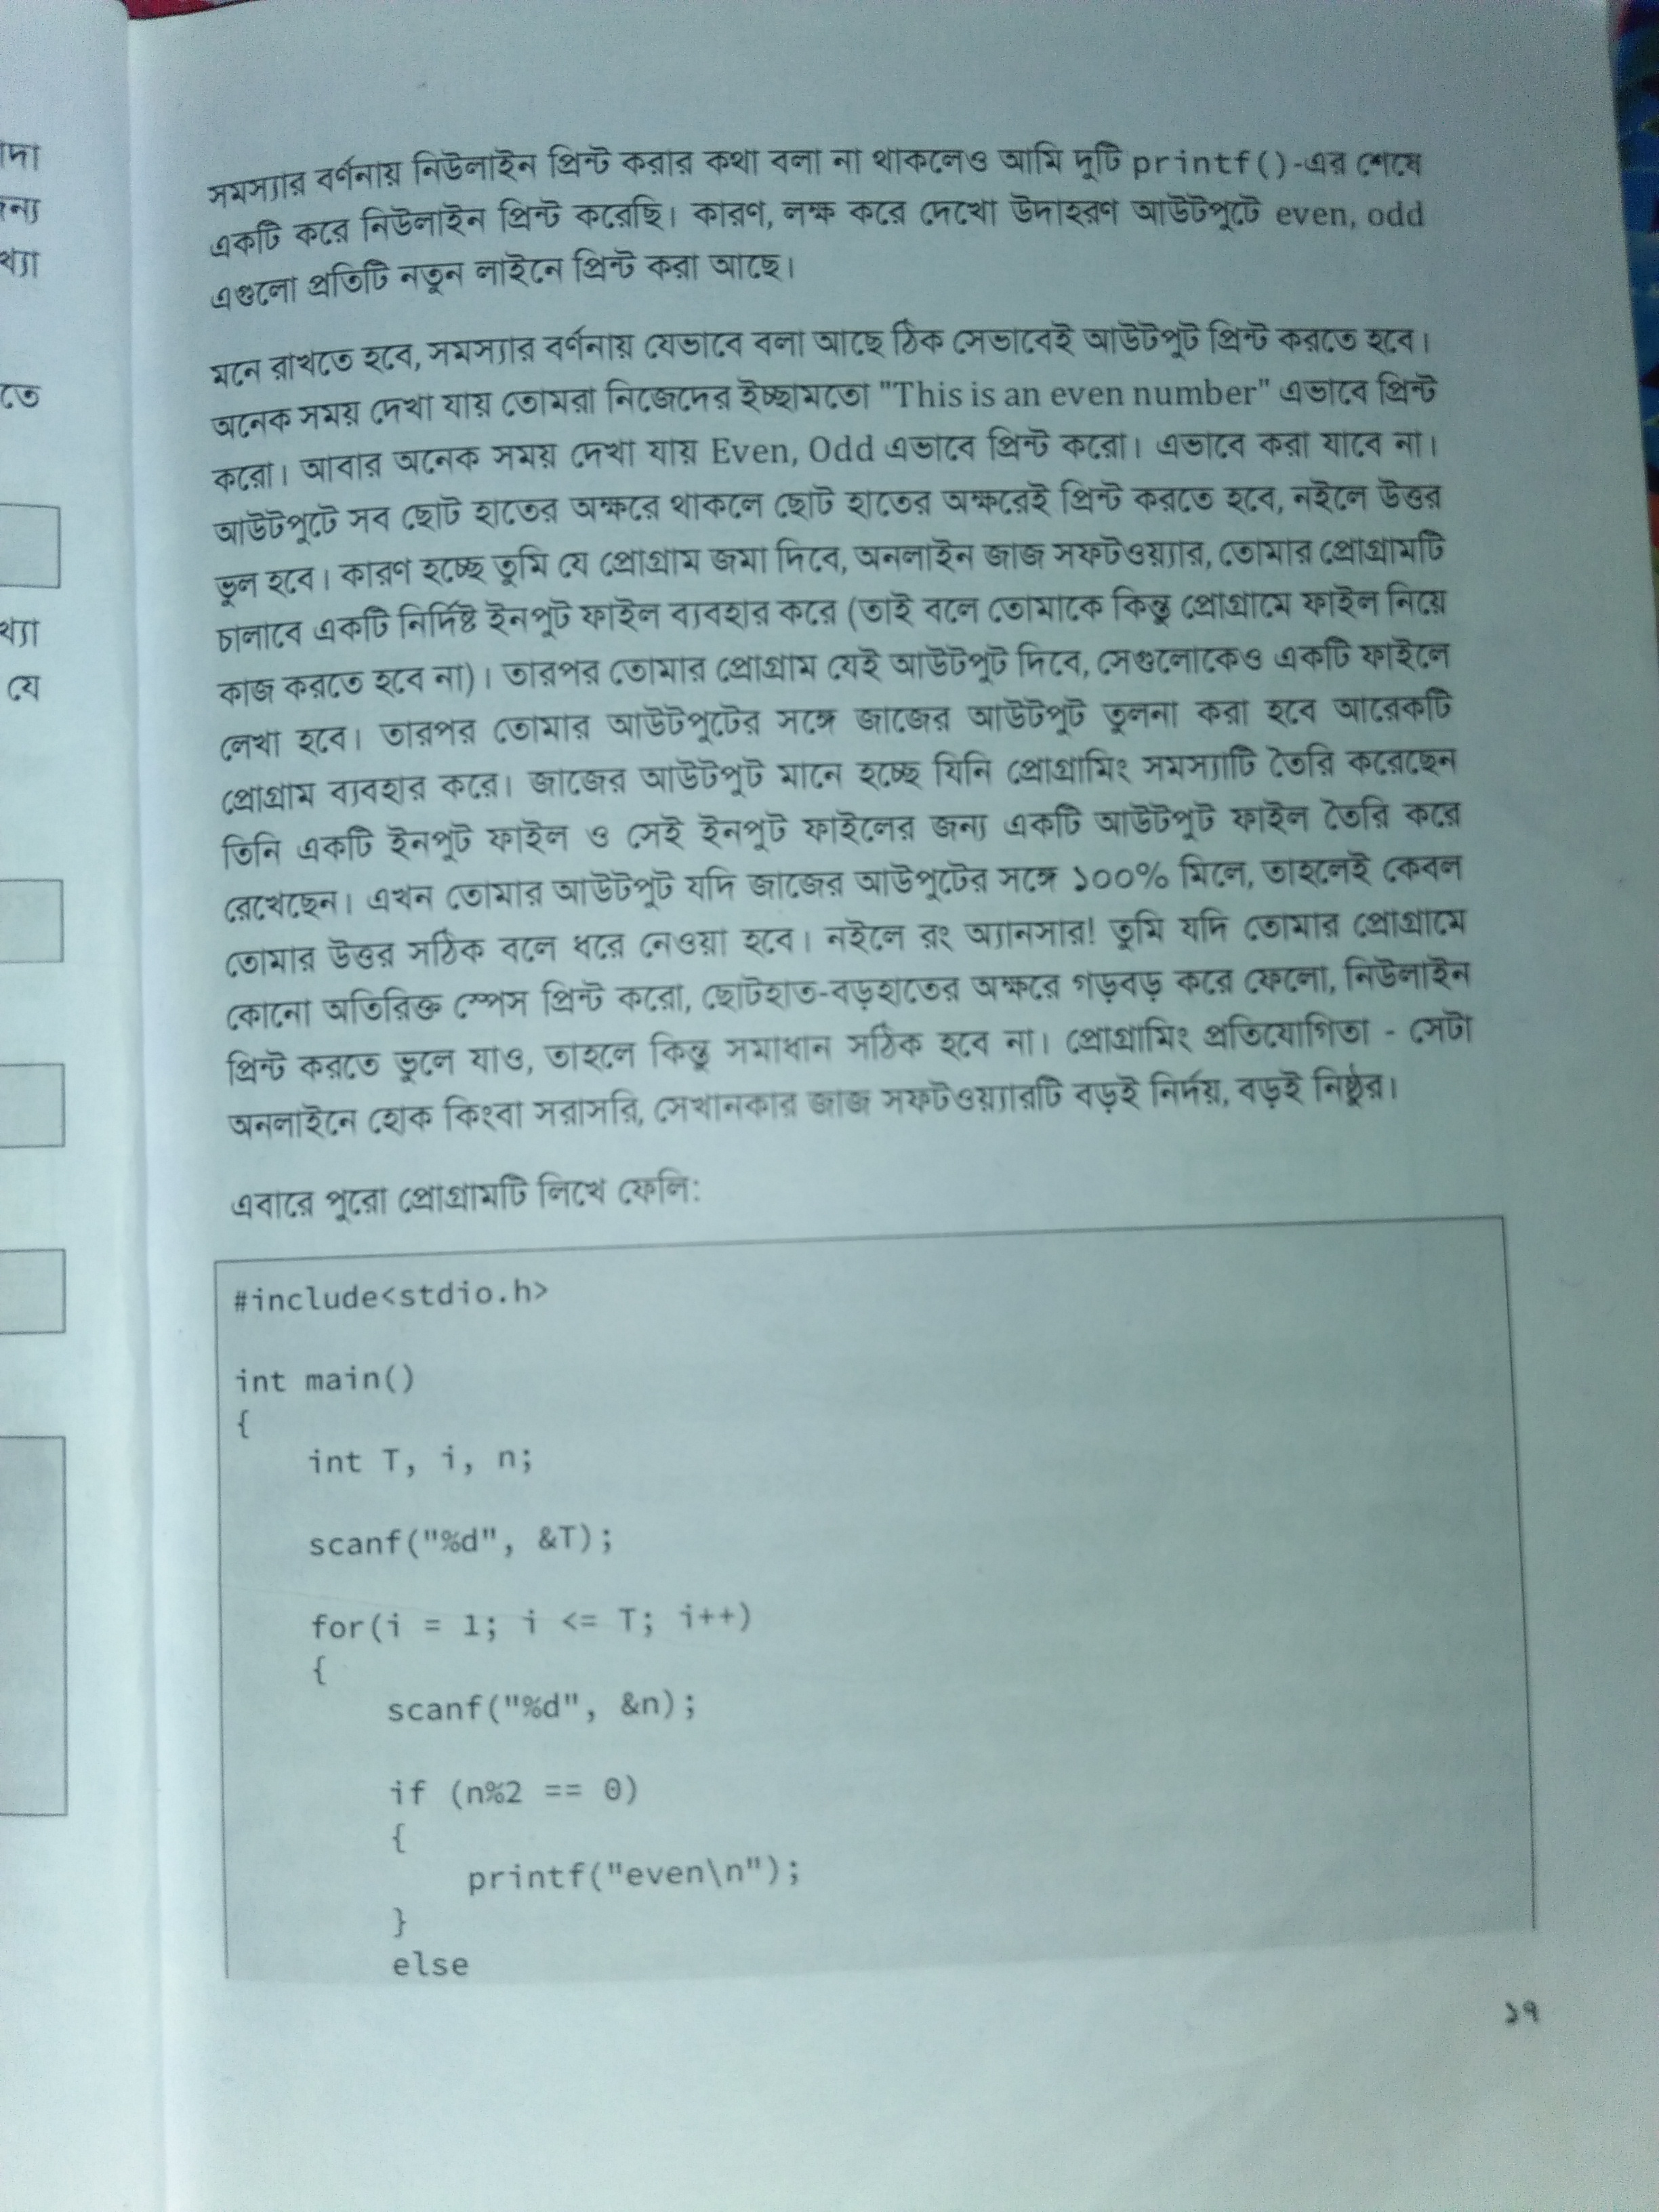 সমস্যার বর্ণনায় নিউলাইন প্রিন্ট করার কথা বলা না থাকলেও আমি দুটি printf()-এর শেষে
একটি করে নিউলাইন প্রিন্ট করেছি। কারণ, লক্ষ করে দেখো উদাহরণ আউটপুটে even, odd
এগুলো প্রতিটি নতুন লাইনে প্রিন্ট করা আছে।
মনে রাখতে হবে, সমস্যার বর্ণনায় যেভাবে বলা আছে ঠিক সেভাবেই আউটপুট প্রিন্ট করতে হবে।
অনেক সময় দেখা যায় তোমরা নিজেদের ইচ্ছামতো "This is an even number" এভাবে প্রিন্ট
করো। আবার অনেক সময় দেখা যায় Even, Odd এভাবে প্রিন্ট করো। এভাবে করা যাবে না।
আউটপুটে সব ছোট হাতের অক্ষরে থাকলে ছোট হাতের অক্ষরেই প্রিন্ট করতে হবে, নইলে উত্তর
ভুল হবে। কারণ হচ্ছে তুমি যে প্রোগ্রাম জমা দিবে, অনলাইন জাজ সফটওয়্যার, তোমার প্রোগ্রামটি
চালাবে একটি নির্দিষ্ট ইনপুট ফাইল ব্যবহার করে (তাই বলে তোমাকে কিন্তু প্রোগ্রামে ফাইল নিয়ে
কাজ করতে হবে না)। তারপর তোমার প্রোগ্রাম যেই আউটপুট দিবে, সেগুলোকেও একটি ফাইলে
লেখা হবে। তারপর তোমার আউটপুটের সঙ্গে জাজের আউটপুট তুলনা করা হবে আরেকটি
প্রোগ্রাম ব্যবহার করে। জাজের আউটপুট মানে হচ্ছে যিনি প্রোগ্রামিং সমস্যাটি তৈরি করেছেন
তিনি একটি ইনপুট ফাইল ও সেই ইনপুট ফাইলের জন্য একটি আউটপুট ফাইল তৈরি করে
রেখেছেন। এখন তোমার আউটপুট যদি জাজের আউপুটের সঙ্গে ১০০% মিলে, তাহলেই কেবল
তোমার উত্তর সঠিক বলে ধরে নেওয়া হবে। নইলে রং অ্যানসার! তুমি যদি তোমার প্রোগ্রামে
কোনো অতিরিক্ত স্পেস প্রিন্ট করো, ছোটহাত-বড়হাতের অক্ষরে গড়বড় করে ফেলো, নিউলাইন
প্রিন্ট করতে ভুলে যাও, তাহলে কিন্তু সমাধান সঠিক হবে না। প্রোগ্রামিং প্রতিযোগিতা - সেটা
অনলাইনে হোক কিংবা সরাসরি, সেখানকার জাজ সফটওয়্যারটি বড়ই নির্দয়, বড়ই নিষ্ঠুর।
এবারে পুরো প্রোগ্রামটি লিখে ফেলি:
#include<stdio.h>
int main()
{
int T, i, n;
scanf("%d", &T);
for(i = 1; i <= T; i++)
{
scanf("%d", &n);
if (n%2 == 0)
{
printf("even\n");
}
else
১৭